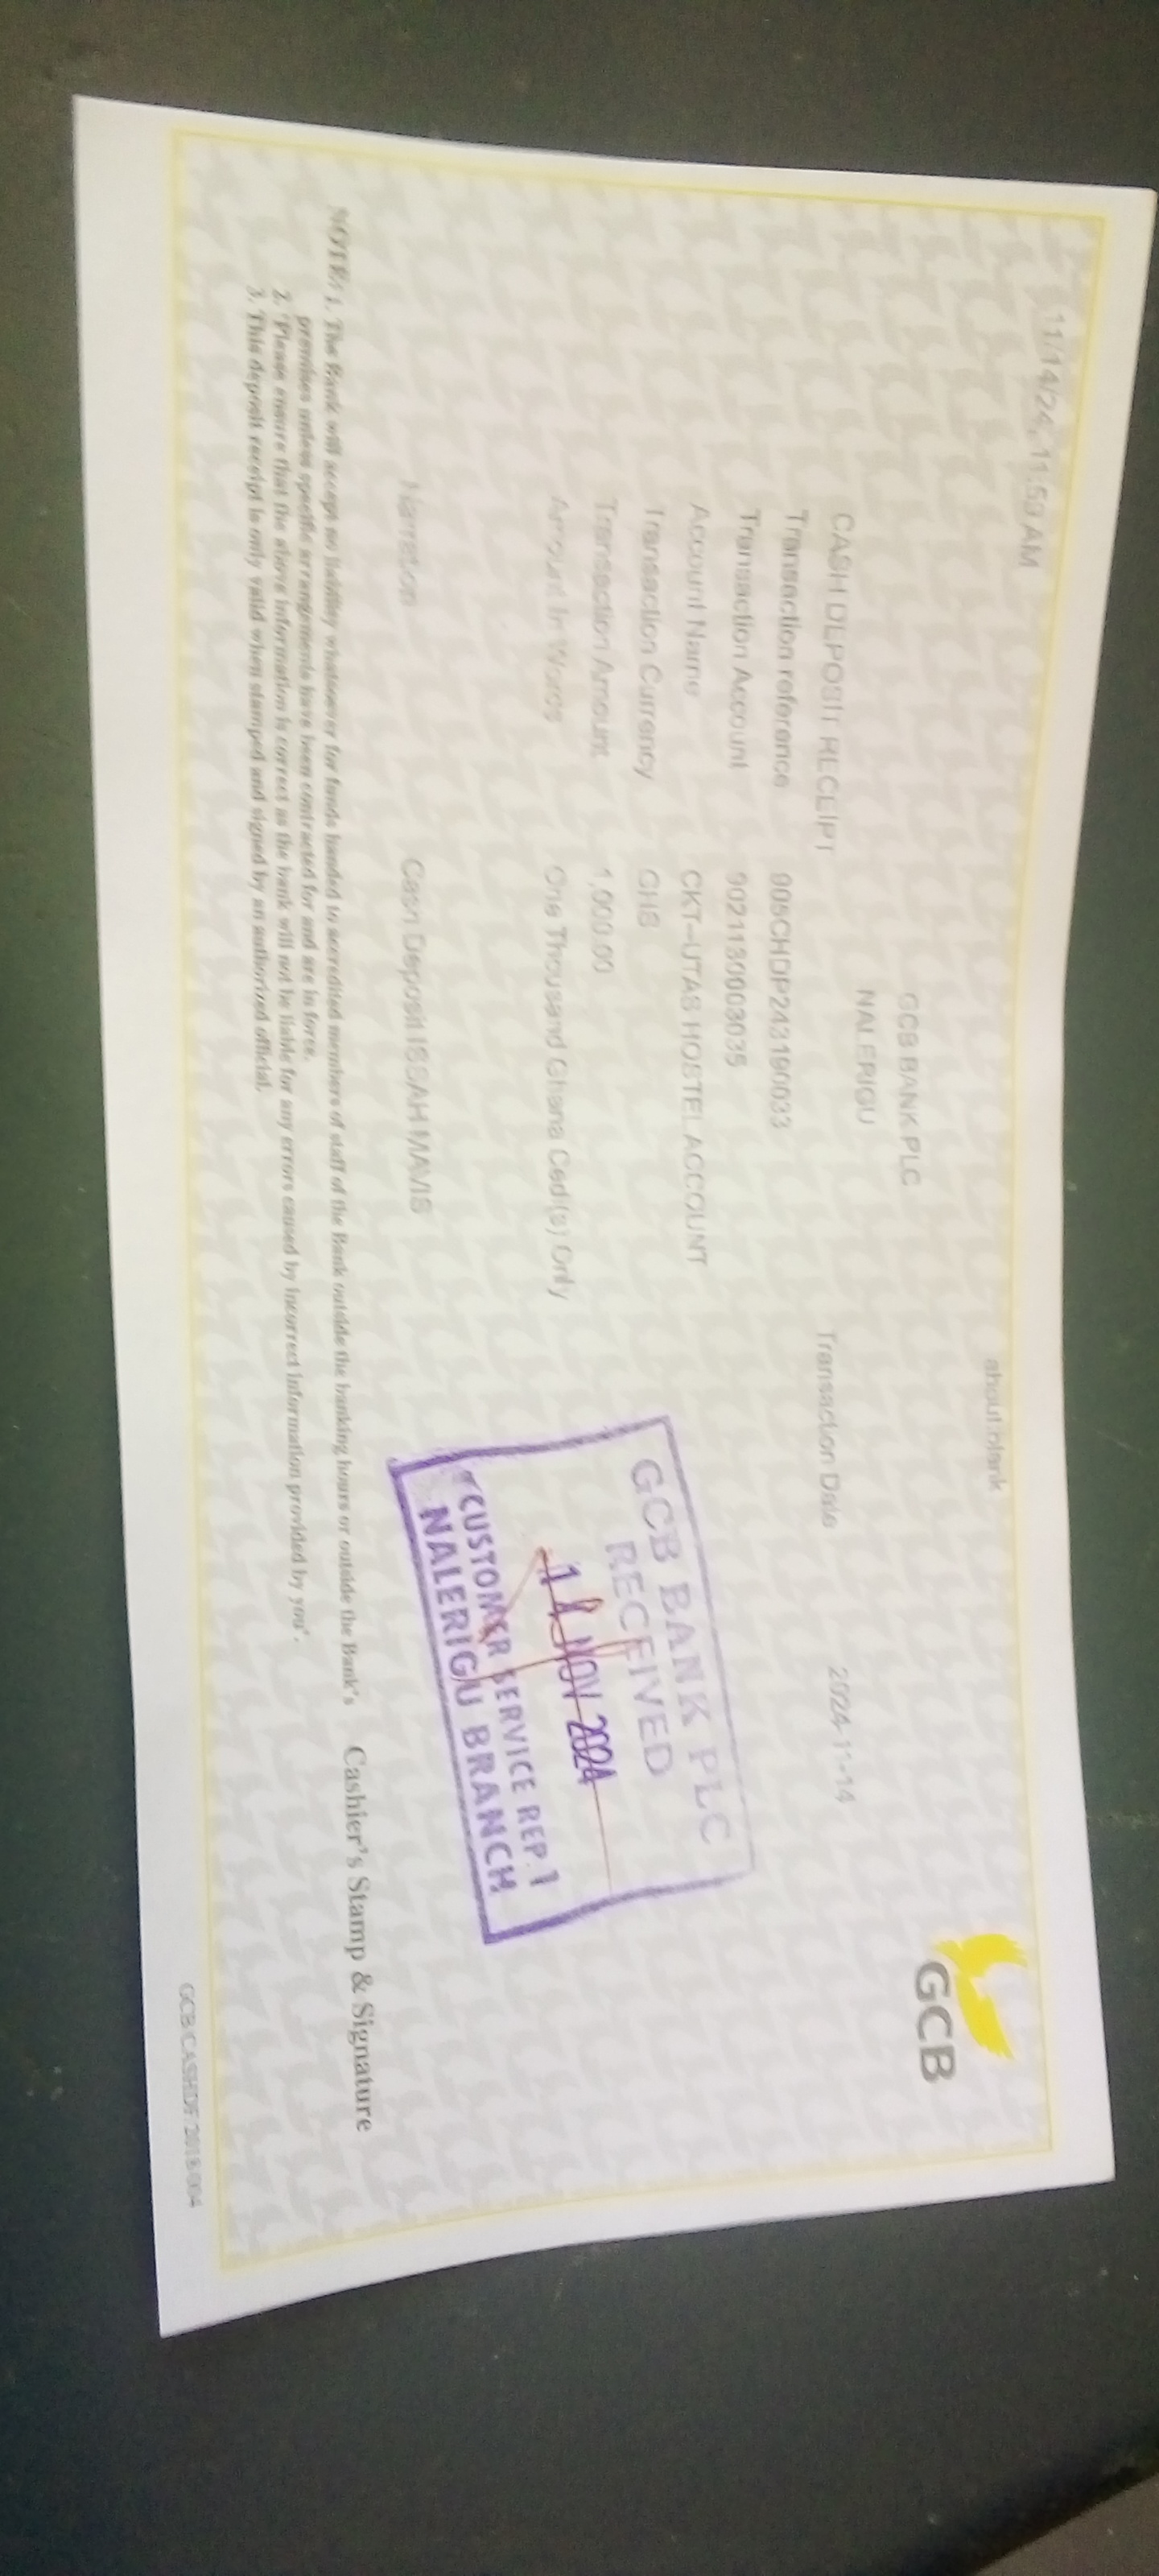 11/14/24, 11:59 AM
about:blank
GCB
GCB BANK PLC
NALERIGU
CASH DEPOSIT RECEIPT
Transaction Date 2024-11-14
Transaction reference 905CHDP243190033
Transaction Account 9021130003035
Account Name CKT-UTAS HOSTEL ACCOUNT
Transaction Currency GHS
Transaction Amount 1,000.00
Amount In Words One Thousand Ghana Cedi(s) Only
Narration Cash Deposit ISSAH MAVIS
GCB BANK PLC
RECEIVED
14 NOV 2024
CUSTOMER SERVICE REP.1
NALERIGU BRANCH
NOTE: 1. The Bank will accept no liability whatsoever for funds handed to accredited members of staff of the Bank outside the banking hours or outside the Bank's
premises unless specific arrangements have been contracted for and are in force.
2. "Please ensure that the above information is correct as the bank will not be liable for any errors caused by incorrect information provided by you".
3. This deposit receipt is only valid when stamped and signed by an authorized official.
Cashier's Stamp & Signature
GCB/CASHDP/2018/004